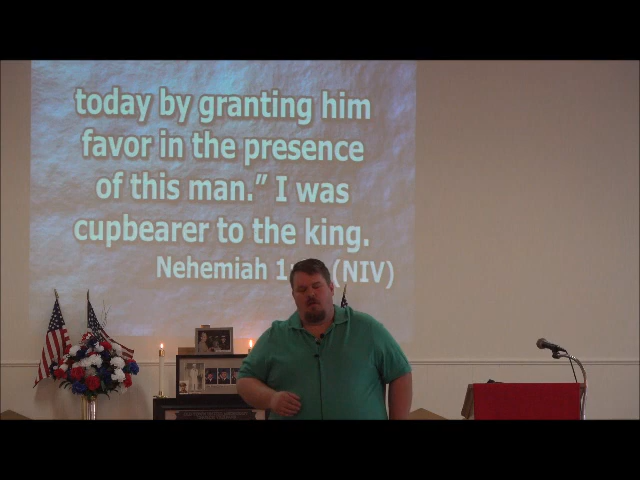 today by granting him
favor in the presence
of this man.” I was
cupbearer to the king.
Nehemiah 1: (NIV)